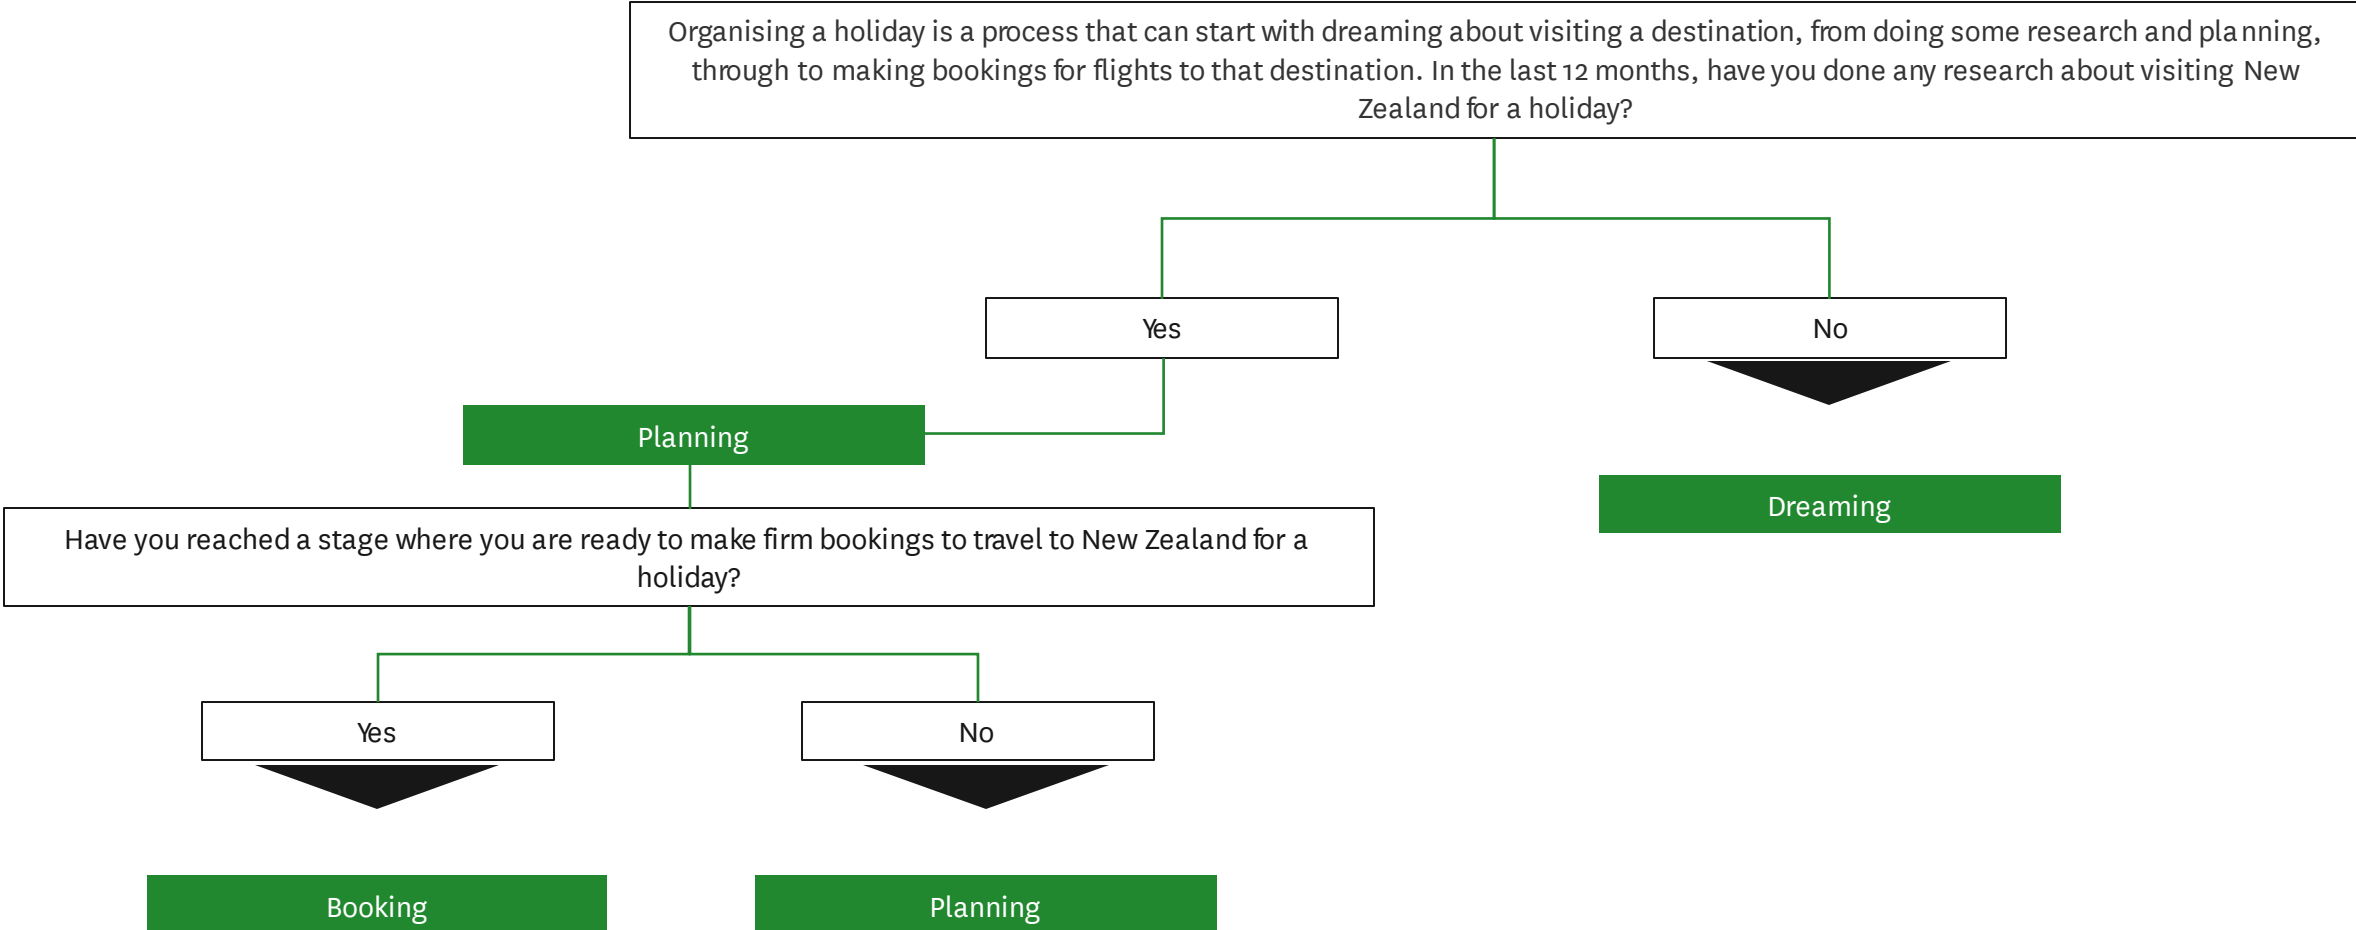 Organising a holiday is a process that can start with dreaming about visiting a destination, from doing some research and planning,
through to making bookings for flights to that destination. In the last 12 months, have you done any research about visiting New
Zealand for a holiday?
Yes
No
Planning
Dreaming
Have you reached a stage where you are ready to make firm bookings to travel to New Zealand for a
holiday?
Yes
No
Booking
Planning